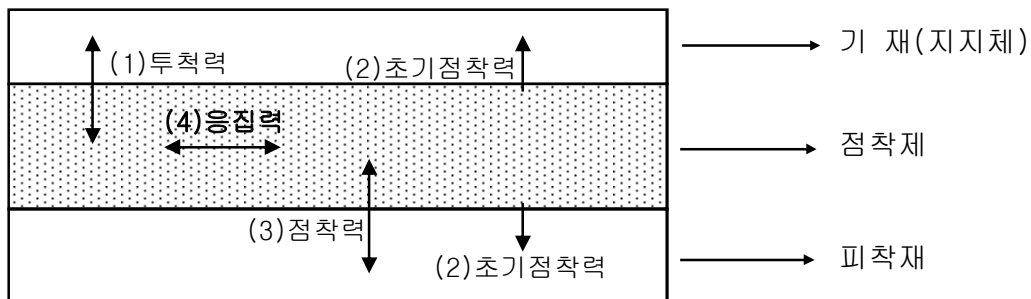 기 재(지지체)
(1)투척력
(2)초기점착력
(4)응집력
점착제
(3)점착력
(2)초기점착력
피착재